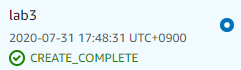 lab3
2020-07-31 17:48:31 UTC+0900
CREATE_COMPLETE